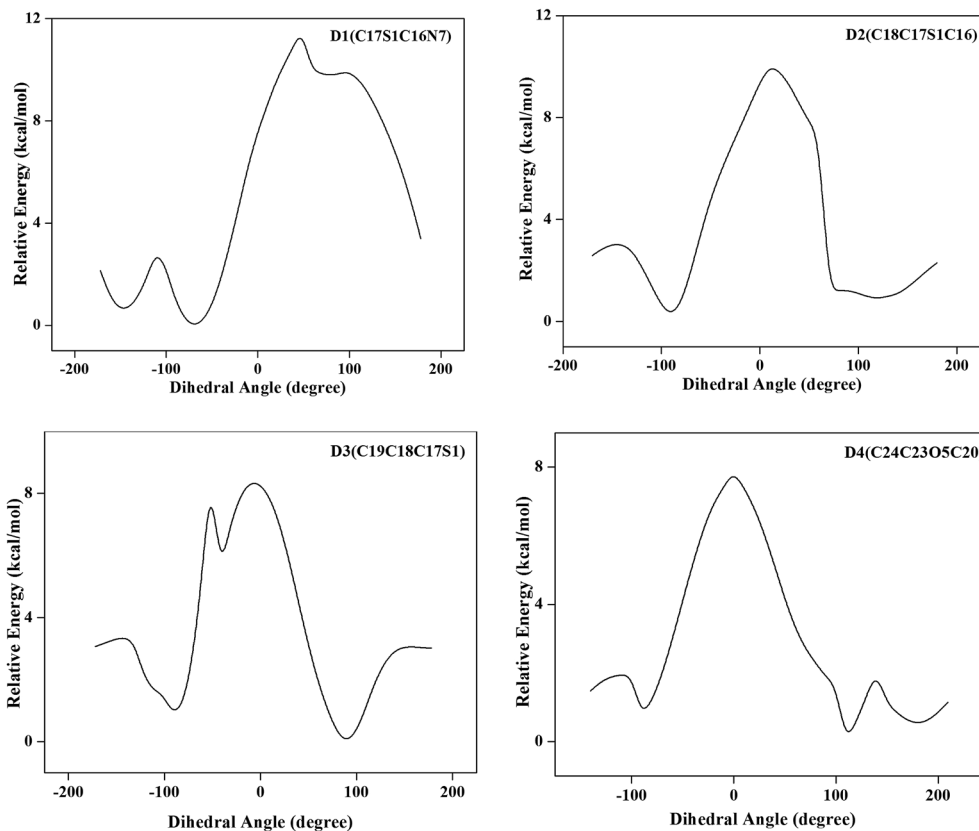 D1(C17S1C16N7)
Relative Energy (kcal/mol)
12
8
4
0
-200
-100
0
100
200
Dihedral Angle (degree)
D2(C18C17S1C16)
Relative Energy (kcal/mol)
12
8
4
0
-200
-100
0
100
200
Dihedral Angle (degree)
D3(C19C18C17S1)
Relative Energy (kcal/mol)
8
4
0
-200
-100
0
100
200
Dihedral Angle (degree)
D4(C24C23O5C20
Relative Energy (kcal/mol)
8
4
0
-100
0
100
200
Dihedral Angle (degree)